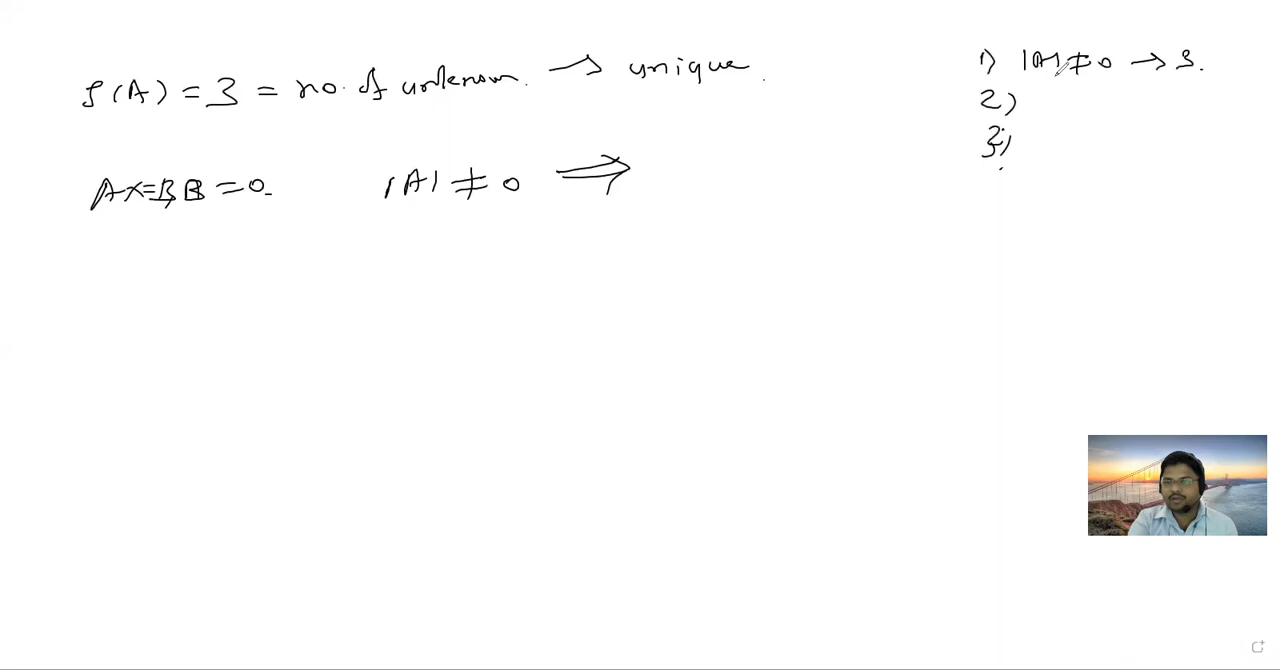 ρ(A) = 3 = no. of unknown. → unique.
AX=B, B = 0. |A| ≠ 0 ⇒
1) |A| ≠ 0 → 3.
2)
3)